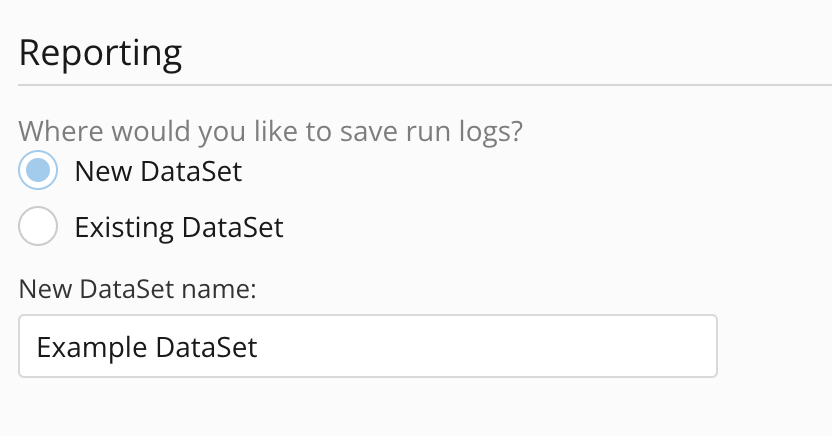 Reporting
Where would you like to save run logs?
New DataSet
Existing DataSet
New DataSet name:
Example DataSet